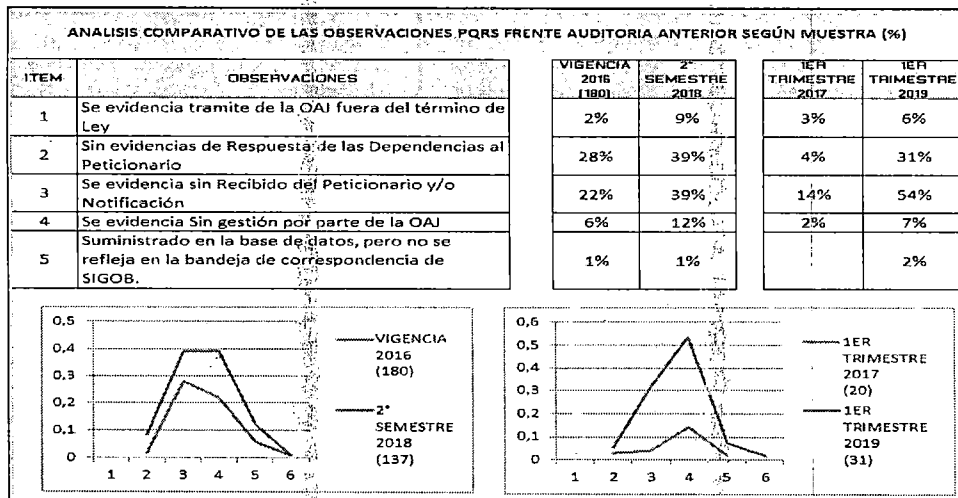 ANALISIS COMPARATIVO DE LAS OBSERVACIONES PQRS FRENTE AUDITORIA ANTERIOR SEGÚN MUESTRA (%)
ITEM OBSERVACIONES VIGENCIA 2016 (180) 2° SEMESTRE 2018 1ER TRIMESTRE 2017 1ER TRIMESTRE 2019
1 Se evidencia tramite de la OAJ fuera del término de Ley 2% 9% 3% 6%
2 Sin evidencias de Respuesta de las Dependencias al Peticionario 28% 39% 4% 31%
3 Se evidencia sin Recibido del Peticionario y/o Notificación 22% 39% 14% 54%
4 Se evidencia Sin gestión por parte de la OAJ 6% 12% 2% 7%
5 Suministrado en la base de datos, pero no se refleja en la bandeja de correspondencia de SIGOB. 1% 1% 2%
0,5
0,4
0,3
0,2
0,1
0
1 2 3 4 5 6
VIGENCIA
2016
(180)
2°
SEMESTRE
2018
(137)
0,6
0,5
0,4
0,3
0,2
0,1
0
1 2 3 4 5 6
1ER
TRIMESTRE
2017
(20)
1ER
TRIMESTRE
2019
(31)